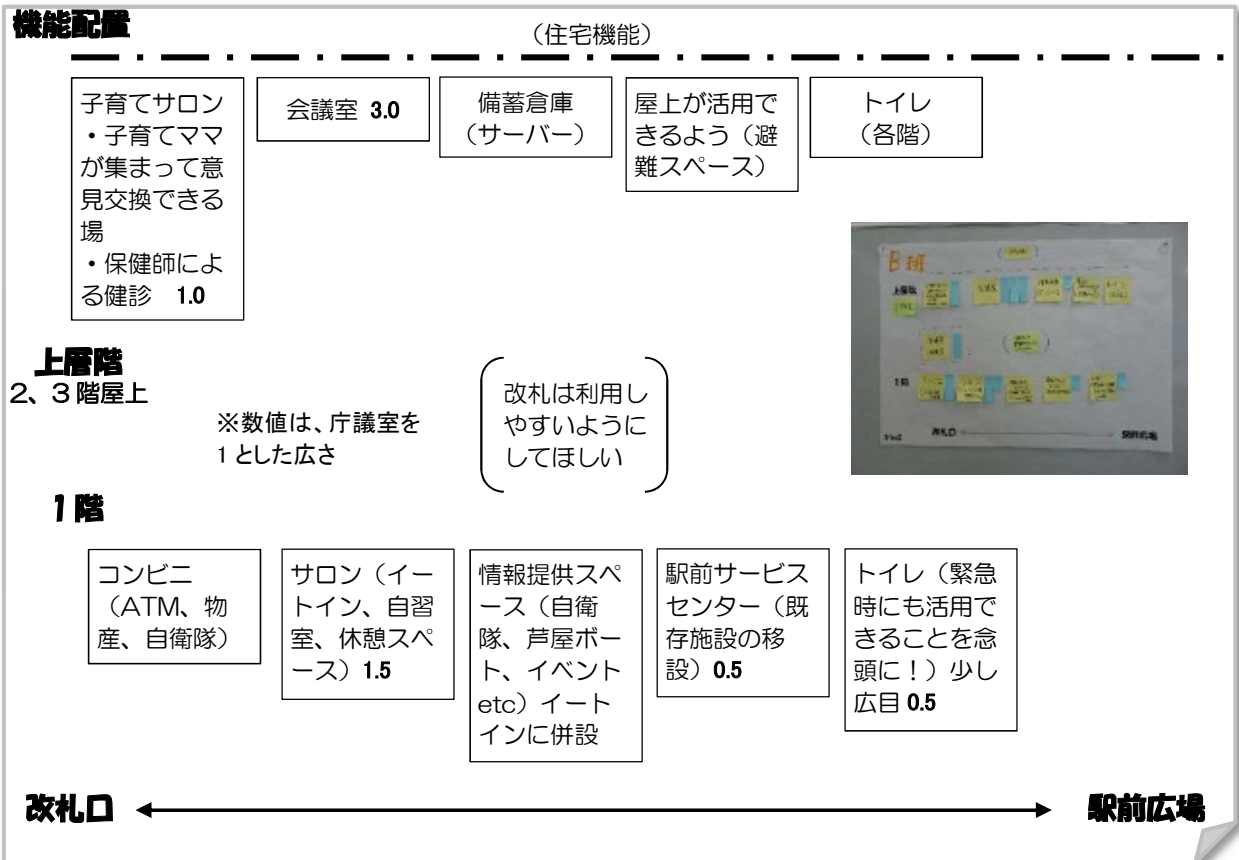 機能配置
（住宅機能）
子育てサロン
・子育てママ
が集まって意
見交換できる
場
・保健師によ
る健診 1.0
会議室 3.0
備蓄倉庫
（サーバー）
屋上が活用で
きるよう（避
難スペース）
トイレ
（各階）
B班
上層階
2、3階屋上
※数値は、庁議室を
1とした広さ
改札は利用し
やすいように
してほしい
1階
コンビニ
（ATM、物
産、自衛隊）
サロン（イー
トイン、自習
室、休憩スペ
ース）1.5
情報提供スペ
ース（自衛
隊、芦屋ボー
ト、イベント
etc）イート
インに併設
駅前サービス
センター（既
存施設の移
設）0.5
トイレ（緊急
時にも活用で
きることを念
頭に！）少し
広目 0.5
改札口
駅前広場